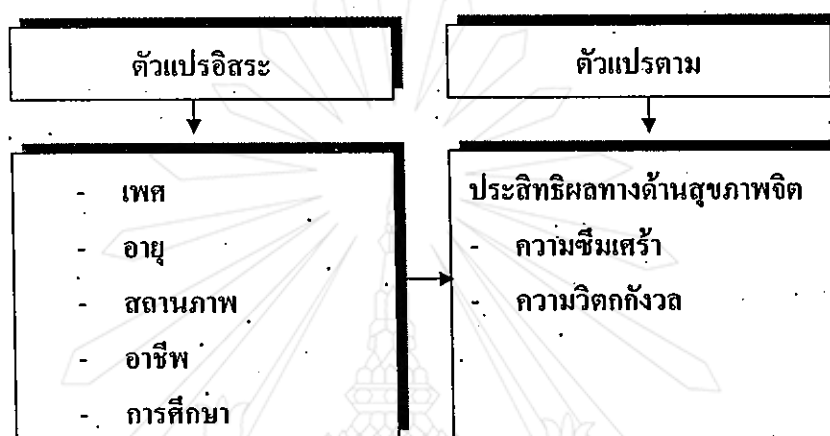 ตัวแปรอิสระ
ตัวแปรตาม
- เพศ
- อายุ
- สถานภาพ
- อาชีพ
- การศึกษา
ประสิทธิผลทางด้านสุขภาพจิต
- ความซึมเศร้า
- ความวิตกกังวล